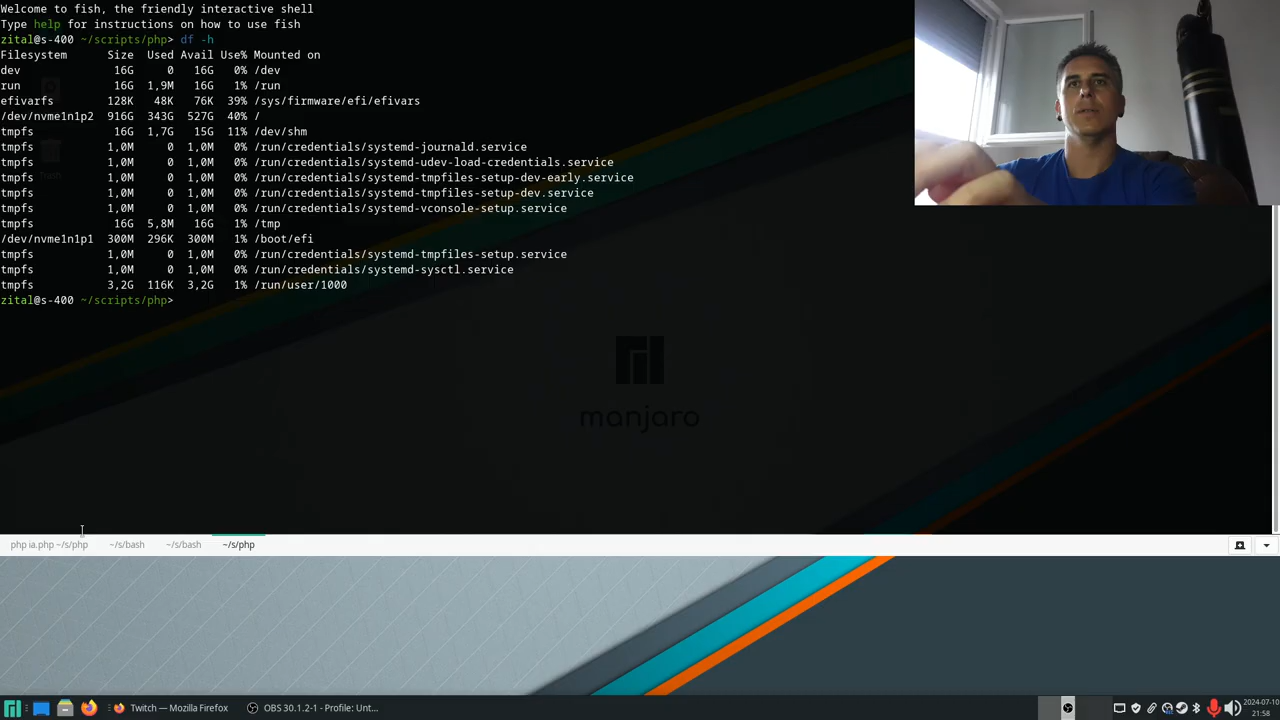 Welcome to fish, the friendly interactive shell
Type help for instructions on how to use fish
zital@s-400 ~/scripts/php> df -h
Filesystem      Size  Used Avail Use% Mounted on
dev              16G     0   16G   0% /dev
run              16G  1,9M   16G   1% /run
efivarfs        128K   48K   76K  39% /sys/firmware/efi/efivars
/dev/nvme1n1p2  916G  343G  527G  40% /
tmpfs            16G  1,7G   15G  11% /dev/shm
tmpfs           1,0M     0  1,0M   0% /run/credentials/systemd-journald.service
tmpfs           1,0M     0  1,0M   0% /run/credentials/systemd-udev-load-credentials.service
tmpfs           1,0M     0  1,0M   0% /run/credentials/systemd-tmpfiles-setup-dev-early.service
tmpfs           1,0M     0  1,0M   0% /run/credentials/systemd-tmpfiles-setup-dev.service
tmpfs           1,0M     0  1,0M   0% /run/credentials/systemd-vconsole-setup.service
tmpfs            16G  5,8M   16G   1% /tmp
/dev/nvme1n1p1  300M  296K  300M   1% /boot/efi
tmpfs           1,0M     0  1,0M   0% /run/credentials/systemd-tmpfiles-setup.service
tmpfs           1,0M     0  1,0M   0% /run/credentials/systemd-sysctl.service
tmpfs           3,2G  116K  3,2G   1% /run/user/1000
zital@s-400 ~/scripts/php>
Trash
manjaro
php ia.php ~/s/php ~/s/bash ~/s/bash ~/s/php
Twitch — Mozilla Firefox OBS 30.1.2-1 - Profile: Unt... 2024-07-10
21:58